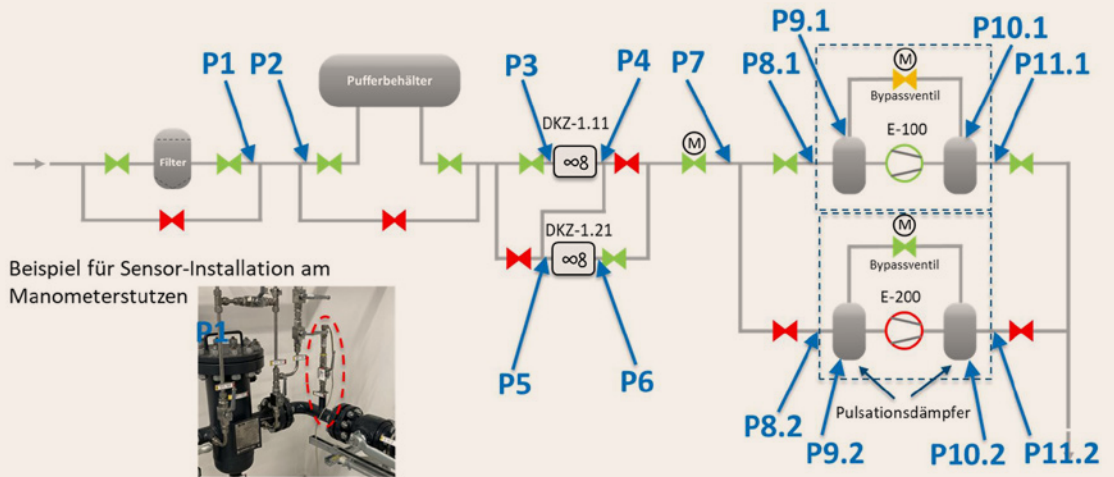 P9.1
P10.1
P1
P2
P3
P4
P7
P8.1
P11.1
M
Pufferbehälter
Bypassventil
DKZ-1.11
E-100
M
Filter
∞8
M
DKZ-1.21
Bypassventil
∞8
E-200
Beispiel für Sensor-Installation am
Manometerstutzen
P1
P5
P6
P8.2
Pulsationsdämpfer
P9.2
P10.2
P11.2